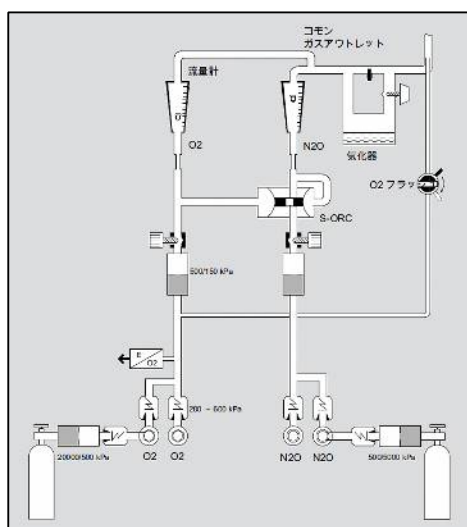 コモン
ガスアウトレット
流量計
O2
N2O
気化器
O2 フラッシュ
S-ORC
500/150 kPa
E
O2
200 ~ 600 kPa
O2
O2
N2O
N2O
20000/500 kPa
500/5000 kPa